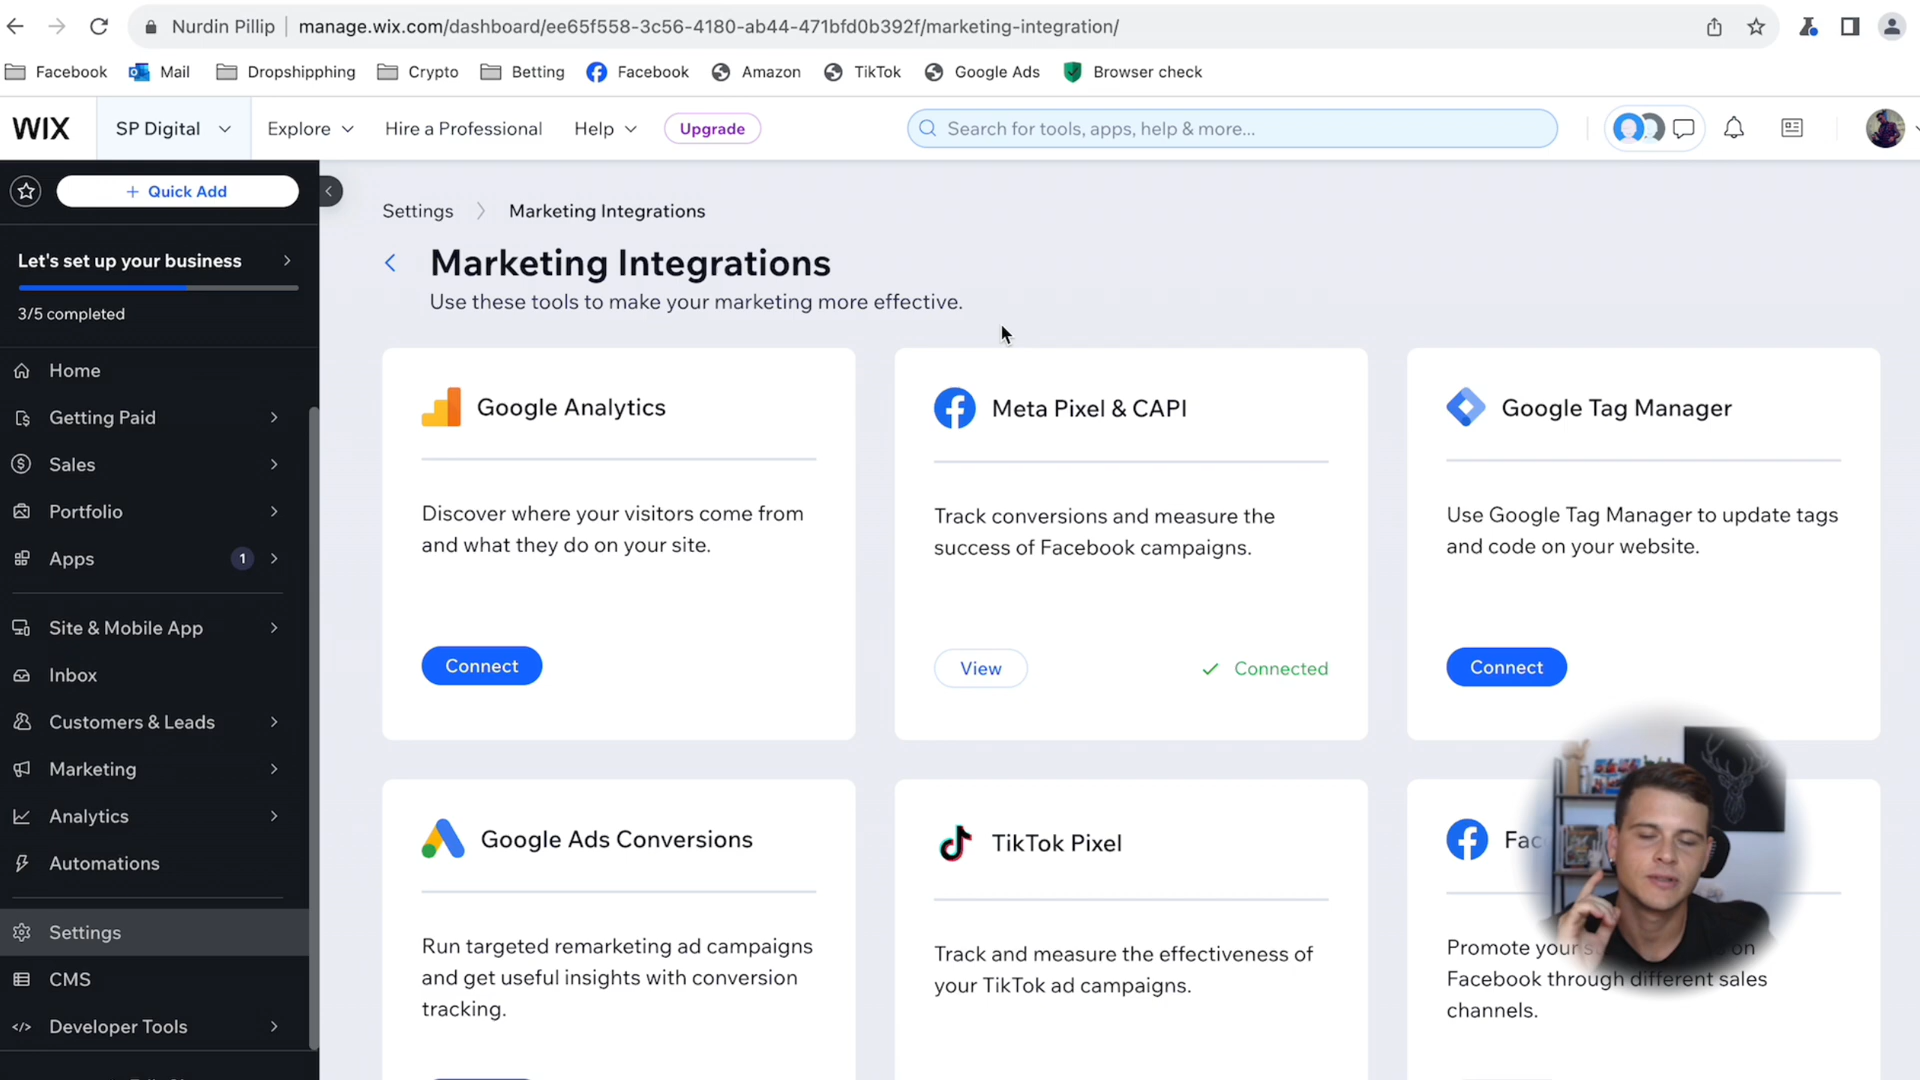 Nurdin Pillip
manage.wix.com/dashboard/ee65f558-3c56-4180-ab44-471bfd0b392f/marketing-integration/
Facebook
Mail
Dropshipphing
Crypto
Betting
Facebook
Amazon
TikTok
Google Ads
Browser check
WIX
SP Digital
Explore
Hire a Professional
Help
Upgrade
Search for tools, apps, help & more...
+ Quick Add
Let's set up your business
3/5 completed
Home
Getting Paid
Sales
Portfolio
Apps
1
Site & Mobile App
Inbox
Customers & Leads
Marketing
Analytics
Automations
Settings
CMS
Developer Tools
Settings
Marketing Integrations
Marketing Integrations
Use these tools to make your marketing more effective.
Google Analytics
Discover where your visitors come from
and what they do on your site.
Connect
Meta Pixel & CAPI
Track conversions and measure the
success of Facebook campaigns.
View
Connected
Google Tag Manager
Use Google Tag Manager to update tags
and code on your website.
Connect
Google Ads Conversions
Run targeted remarketing ad campaigns
and get useful insights with conversion
tracking.
TikTok Pixel
Track and measure the effectiveness of
your TikTok ad campaigns.
Promote your on
Facebook through different sales
channels.